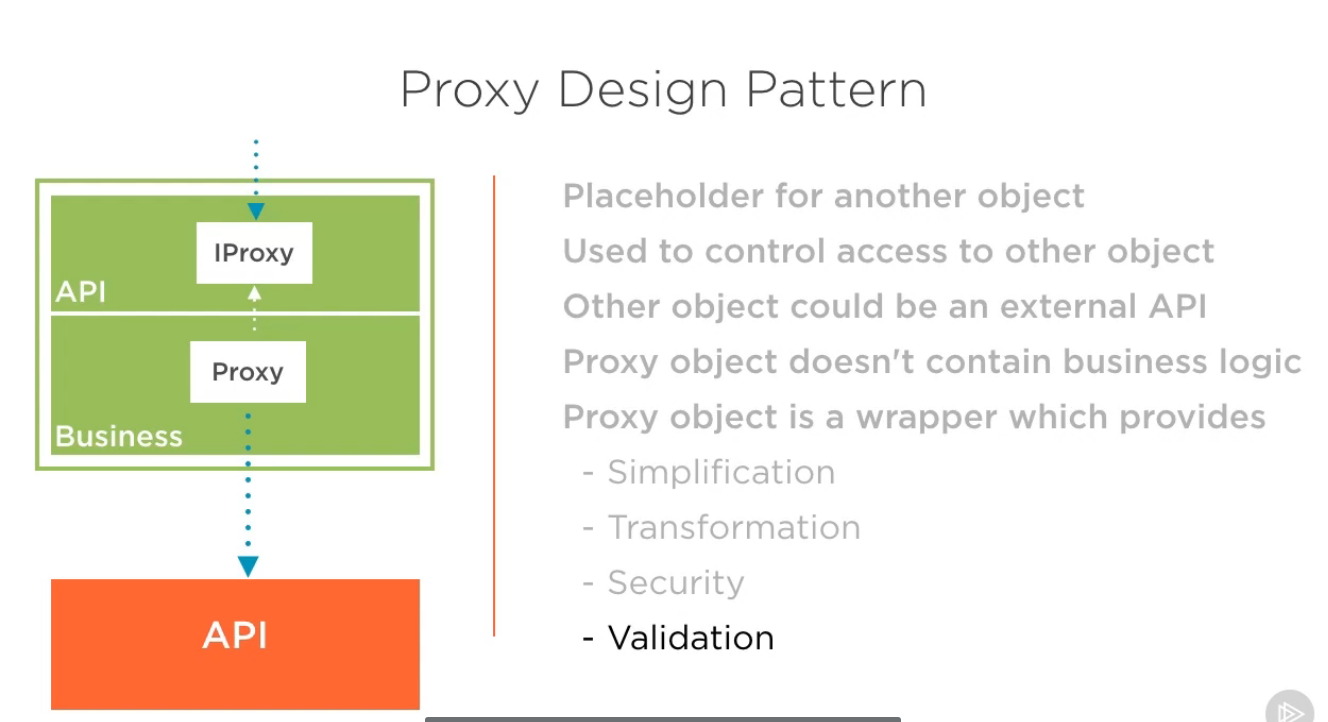 Proxy Design Pattern
IProxy
API
Proxy
Business
API
Placeholder for another object
Used to control access to other object
Other object could be an external API
Proxy object doesn't contain business logic
Proxy object is a wrapper which provides
- Simplification
- Transformation
- Security
- Validation